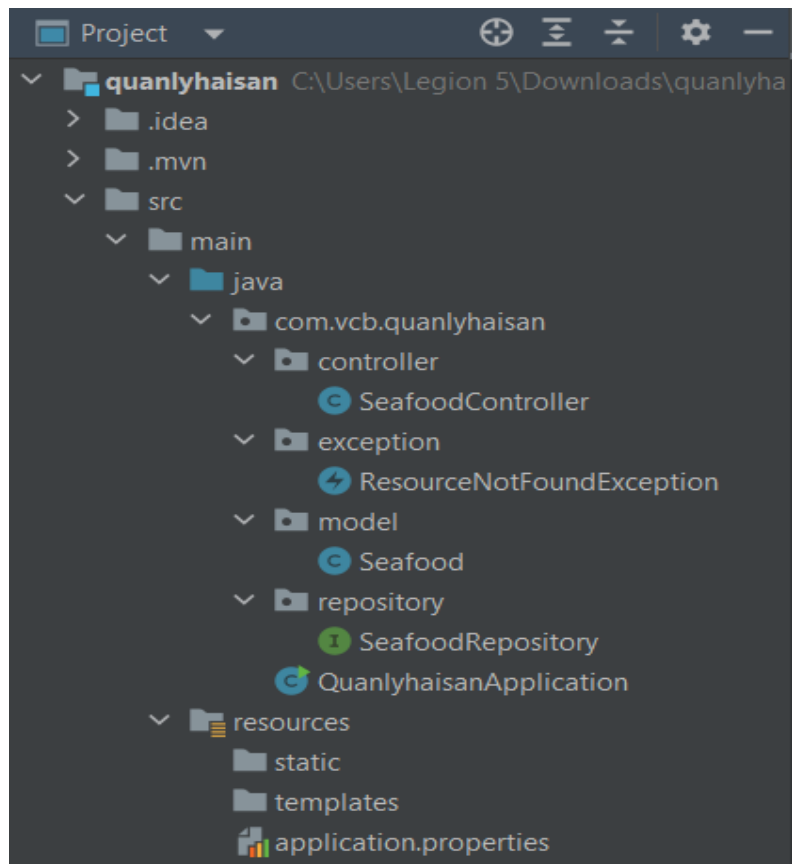 Project
quanlyhaisan C:\Users\Legion 5\Downloads\quanlyha
.idea
.mvn
src
main
java
com.vcb.quanlyhaisan
controller
SeafoodController
exception
ResourceNotFoundException
model
Seafood
repository
SeafoodRepository
QuanlyhaisanApplication
resources
static
templates
application.properties